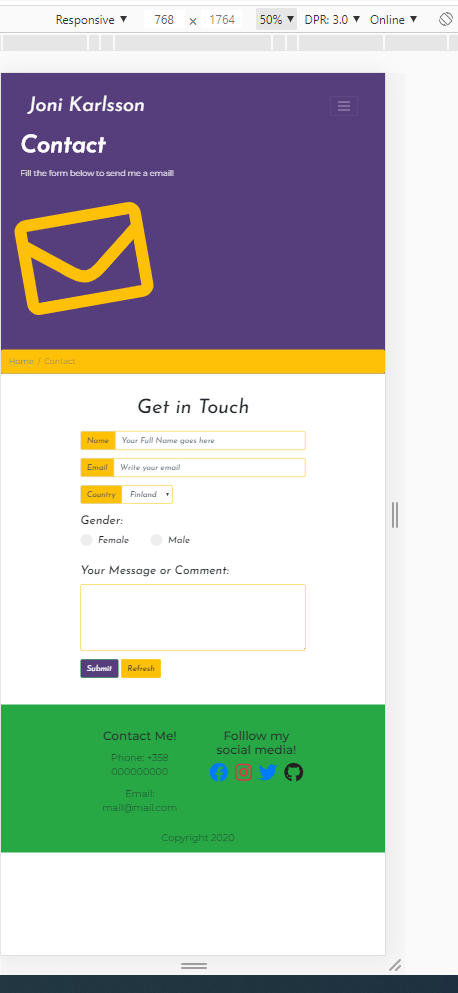 Responsive ▼ 768 × 1764 50% ▼ DPR: 3.0 ▼ Online ▼
Joni Karlsson
Contact
Fill the form below to send me a email!
Home / Contact
Get in Touch
Name Your Full Name goes here
Email Write your email
Country Finland
Gender:
Female Male
Your Message or Comment:
Submit Refresh
Contact Me!
Phone: +358
000000000
Email:
mail@mail.com
Folllow my
social media!
Copyright 2020